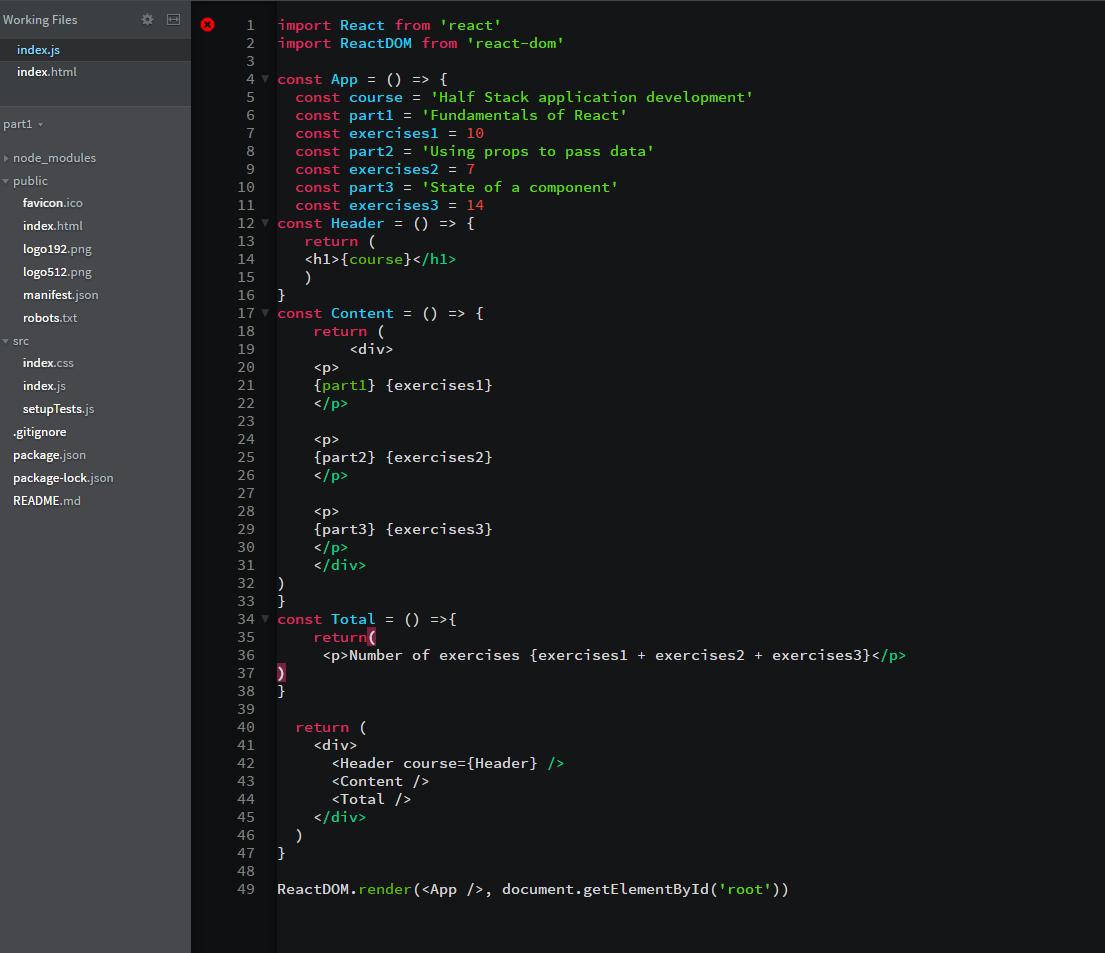 Working Files
index.js
index.html
part1
node_modules
public
favicon.ico
index.html
logo192.png
logo512.png
manifest.json
robots.txt
src
index.css
index.js
setupTests.js
.gitignore
package.json
package-lock.json
README.md
1 import React from 'react'
2 import ReactDOM from 'react-dom'
3
4 const App = () => {
5   const course = 'Half Stack application development'
6   const part1 = 'Fundamentals of React'
7   const exercises1 = 10
8   const part2 = 'Using props to pass data'
9   const exercises2 = 7
10   const part3 = 'State of a component'
11   const exercises3 = 14
12 const Header = () => {
13    return (
14    <h1>{course}</h1>
15    )
16 }
17 const Content = () => {
18     return (
19         <div>
20     <p>
21     {part1} {exercises1}
22     </p>
23
24     <p>
25     {part2} {exercises2}
26     </p>
27
28     <p>
29     {part3} {exercises3}
30     </p>
31     </div>
32 )
33 }
34 const Total = () =>{
35     return(
36      <p>Number of exercises {exercises1 + exercises2 + exercises3}</p>
37 )
38 }
39
40   return (
41     <div>
42       <Header course={Header} />
43       <Content />
44       <Total />
45     </div>
46   )
47 }
48
49 ReactDOM.render(<App />, document.getElementById('root'))